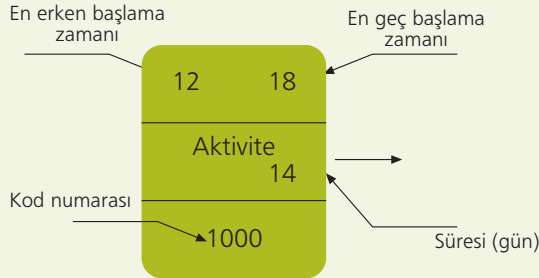 En erken başlama
zamanı
En geç başlama
zamanı
12 18
Aktivite
14
Kod numarası
1000
Süresi (gün)